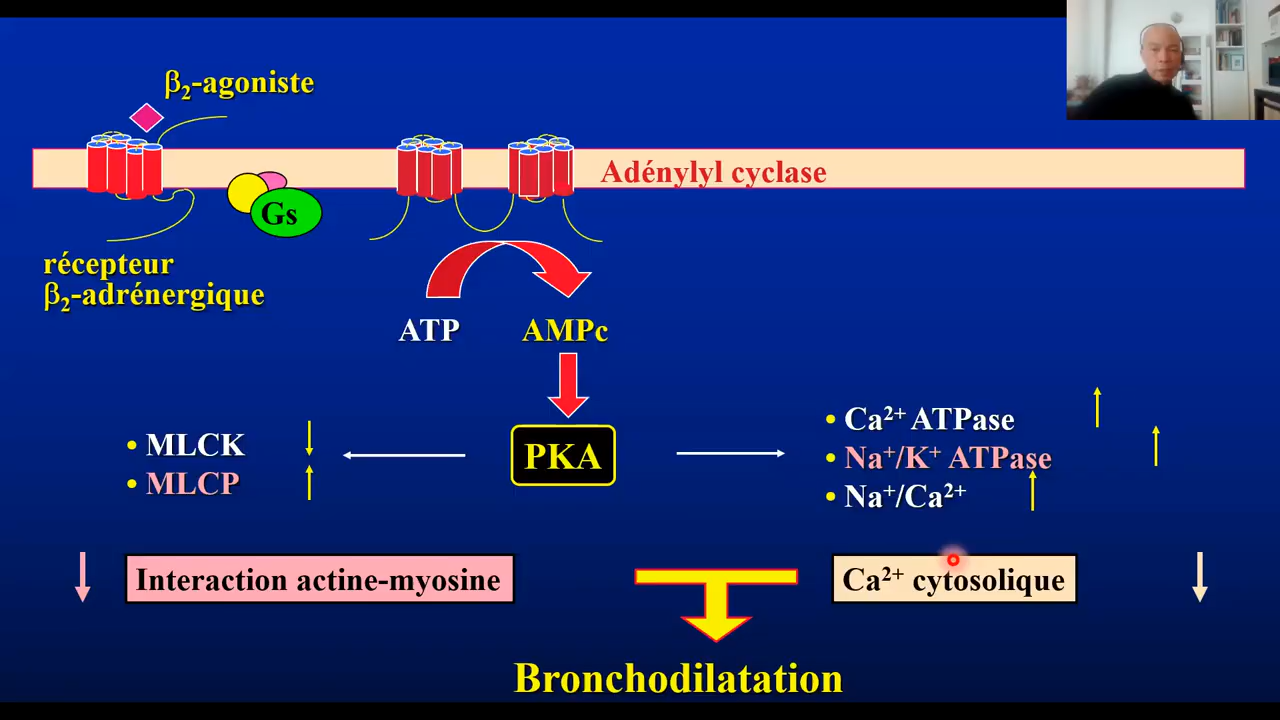 β2-agoniste
Adénylyl cyclase
Gs
récepteur
β2-adrénergique
ATP
AMPc
PKA
• MLCK
• MLCP
• Ca2+ ATPase
• Na+/K+ ATPase
• Na+/Ca2+
Interaction actine-myosine
Ca2+ cytosolique
Bronchodilatation